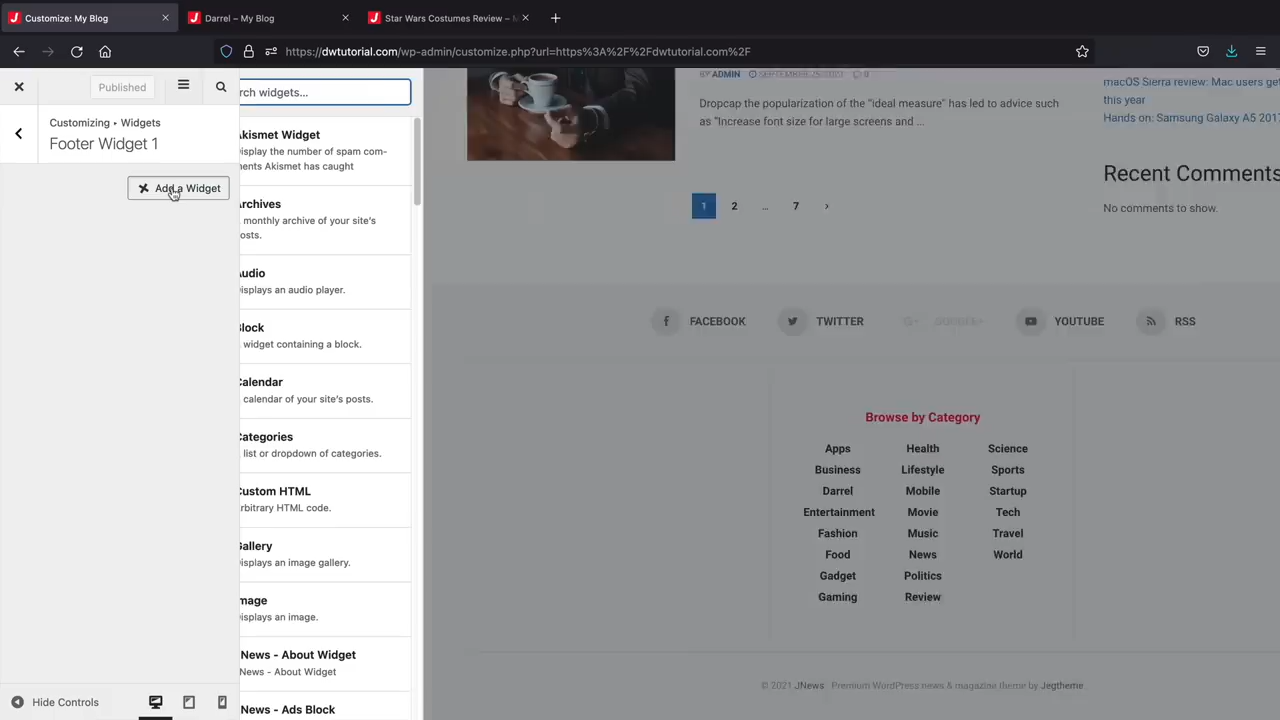 Customize: My Blog
Darrel – My Blog
Star Wars Costumes Review –
https://dwtutorial.com/wp-admin/customize.php?url=https%3A%2F%2Fdwtutorial.com%2F
Published
Customizing ▸ Widgets
Footer Widget 1
Add a Widget
rch widgets...
Akismet Widget
Display the number of spam com-
ments Akismet has caught
Archives
monthly archive of your site's
posts.
Audio
Displays an audio player.
Block
widget containing a block.
Calendar
calendar of your site's posts.
Categories
list or dropdown of categories.
Custom HTML
Arbitrary HTML code.
Gallery
Displays an image gallery.
Image
Displays an image.
News - About Widget
News - About Widget
News - Ads Block
Hide Controls
BY ADMIN
Dropcap the popularization of the "ideal measure" has led to advice such
as "Increase font size for large screens and ...
1 2 ... 7 ›
macOS Sierra review: Mac users get
this year
Hands on: Samsung Galaxy A5 2017
Recent Comments
No comments to show.
FACEBOOK
TWITTER
YOUTUBE
RSS
Browse by Category
Apps Health Science
Business Lifestyle Sports
Darrel Mobile Startup
Entertainment Movie Tech
Fashion Music Travel
Food News World
Gadget Politics
Gaming Review
© 2021 JNews Premium WordPress news & magazine theme by Jegtheme